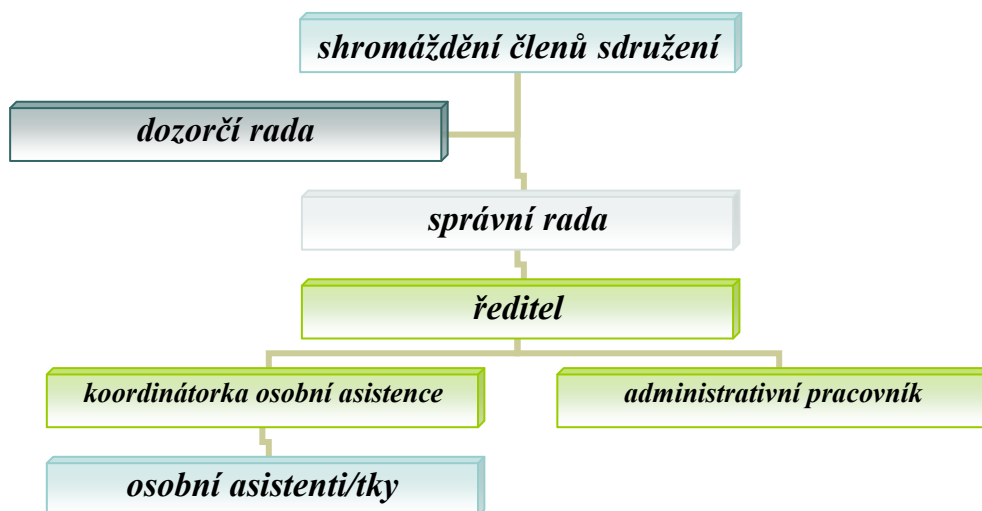 shromáždění členů sdružení
dozorčí rada
správní rada
ředitel
koordinátorka osobní asistence
administrativní pracovník
osobní asistenti/tky